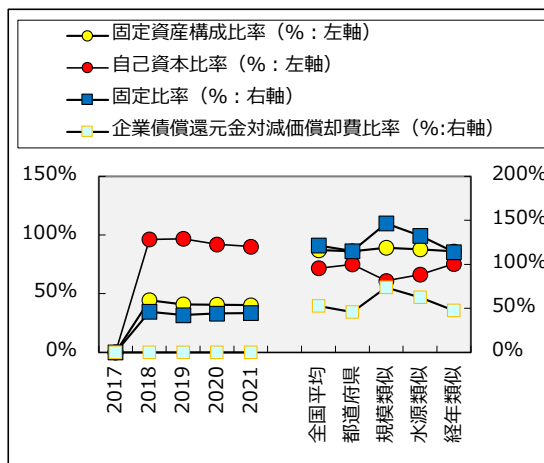 固定資産構成比率（%：左軸）
自己資本比率（%：左軸）
固定比率（%：右軸）
企業債償還元金対減価償却費比率（%:右軸）
150%
100%
50%
0%
200%
150%
100%
50%
0%
2017
2018
2019
2020
2021
全国平均
都道府県
規模類似
水源類似
経年類似